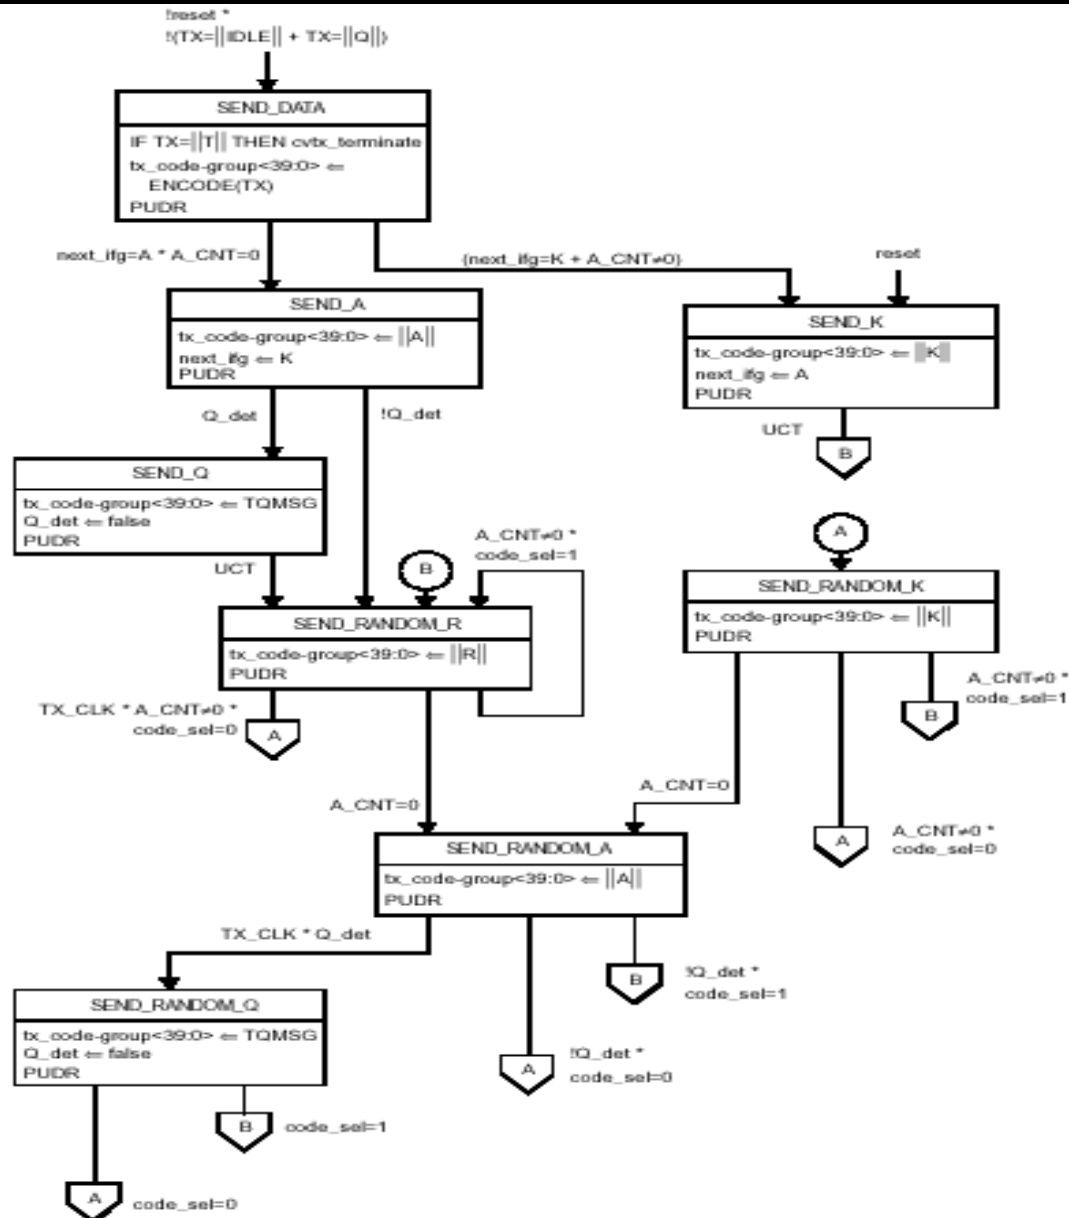 !reset *
!(TX=||IDLE|| + TX=||Q||)
SEND_DATA
IF TX=||T|| THEN cvtx_terminate
tx_code-group<39:0> ⇐
ENCODE(TX)
PUDR
next_ifg=A * A_CNT=0
(next_ifg=K + A_CNT≠0)
reset
SEND_A
tx_code-group<39:0> ⇐ ||A||
next_ifg ⇐ K
PUDR
SEND_K
tx_code-group<39:0> ⇐ ||K||
next_ifg ⇐ A
PUDR
Q_det
!Q_det
UCT
B
SEND_Q
tx_code-group<39:0> ⇐ TQMSG
Q_det ⇐ false
PUDR
UCT
B
A_CNT≠0 *
code_sel=1
A
SEND_RANDOM_R
tx_code-group<39:0> ⇐ ||R||
PUDR
SEND_RANDOM_K
tx_code-group<39:0> ⇐ ||K||
PUDR
TX_CLK * A_CNT≠0 *
code_sel=0
A
A_CNT≠0 *
code_sel=1
B
A_CNT=0
A_CNT=0
A
A_CNT≠0 *
code_sel=0
SEND_RANDOM_A
tx_code-group<39:0> ⇐ ||A||
PUDR
TX_CLK * Q_det
B
!Q_det *
code_sel=1
SEND_RANDOM_Q
tx_code-group<39:0> ⇐ TQMSG
Q_det ⇐ false
PUDR
A
!Q_det *
code_sel=0
B
code_sel=1
A
code_sel=0